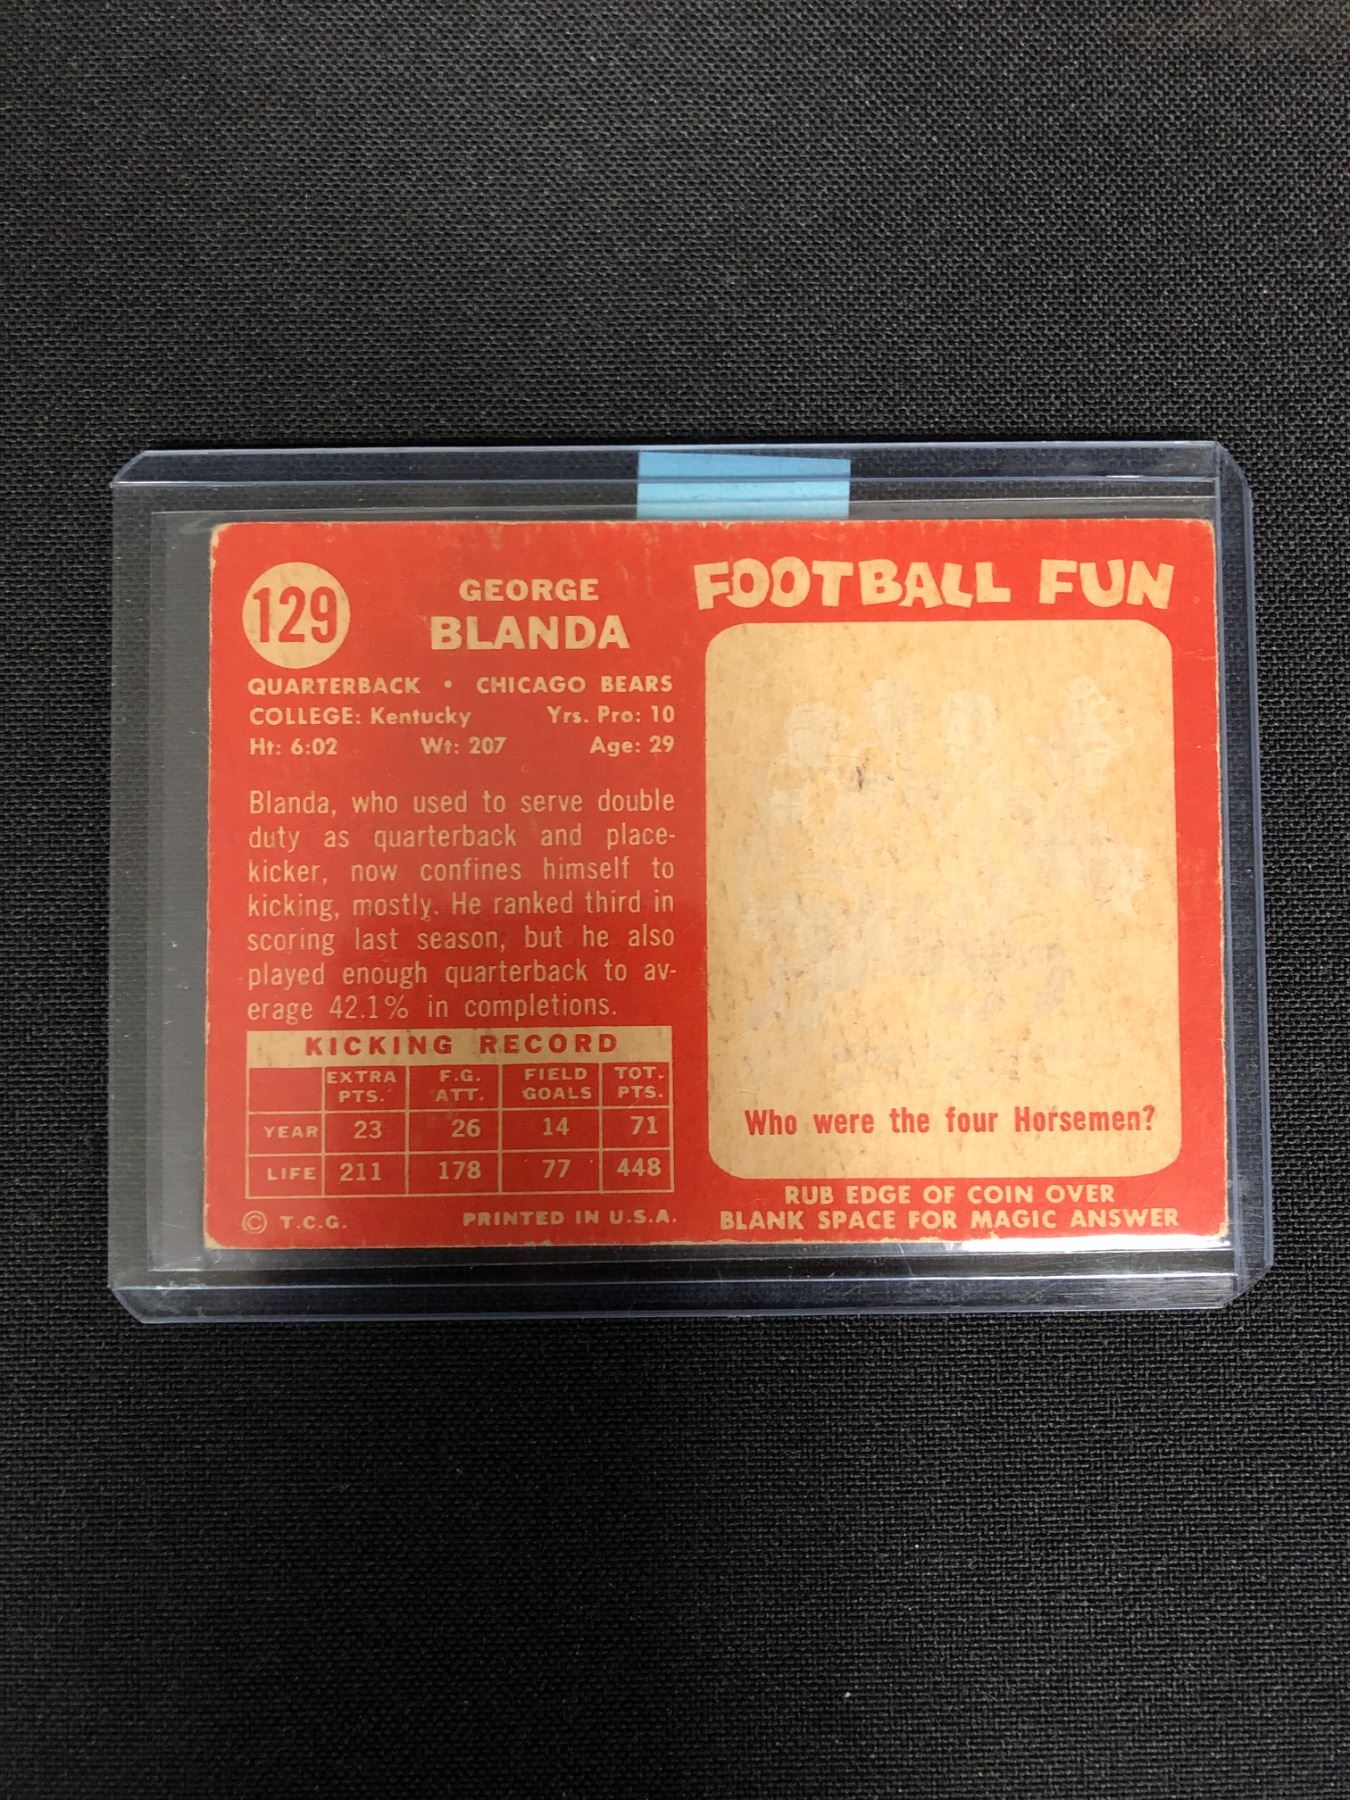 129
GEORGE
BLANDA
QUARTERBACK • CHICAGO BEARS
COLLEGE: Kentucky Yrs. Pro: 10
Ht: 6:02 Wt: 207 Age: 29
Blanda, who used to serve double
duty as quarterback and place-
kicker, now confines himself to
kicking, mostly. He ranked third in
scoring last season, but he also
played enough quarterback to av-
erage 42.1% in completions.
KICKING RECORD
EXTRA PTS. F.G. ATT. FIELD GOALS TOT. PTS.
YEAR 23 26 14 71
LIFE 211 178 77 448
© T.C.G. PRINTED IN U.S.A.
FOOTBALL FUN
Who were the four Horsemen?
RUB EDGE OF COIN OVER
BLANK SPACE FOR MAGIC ANSWER